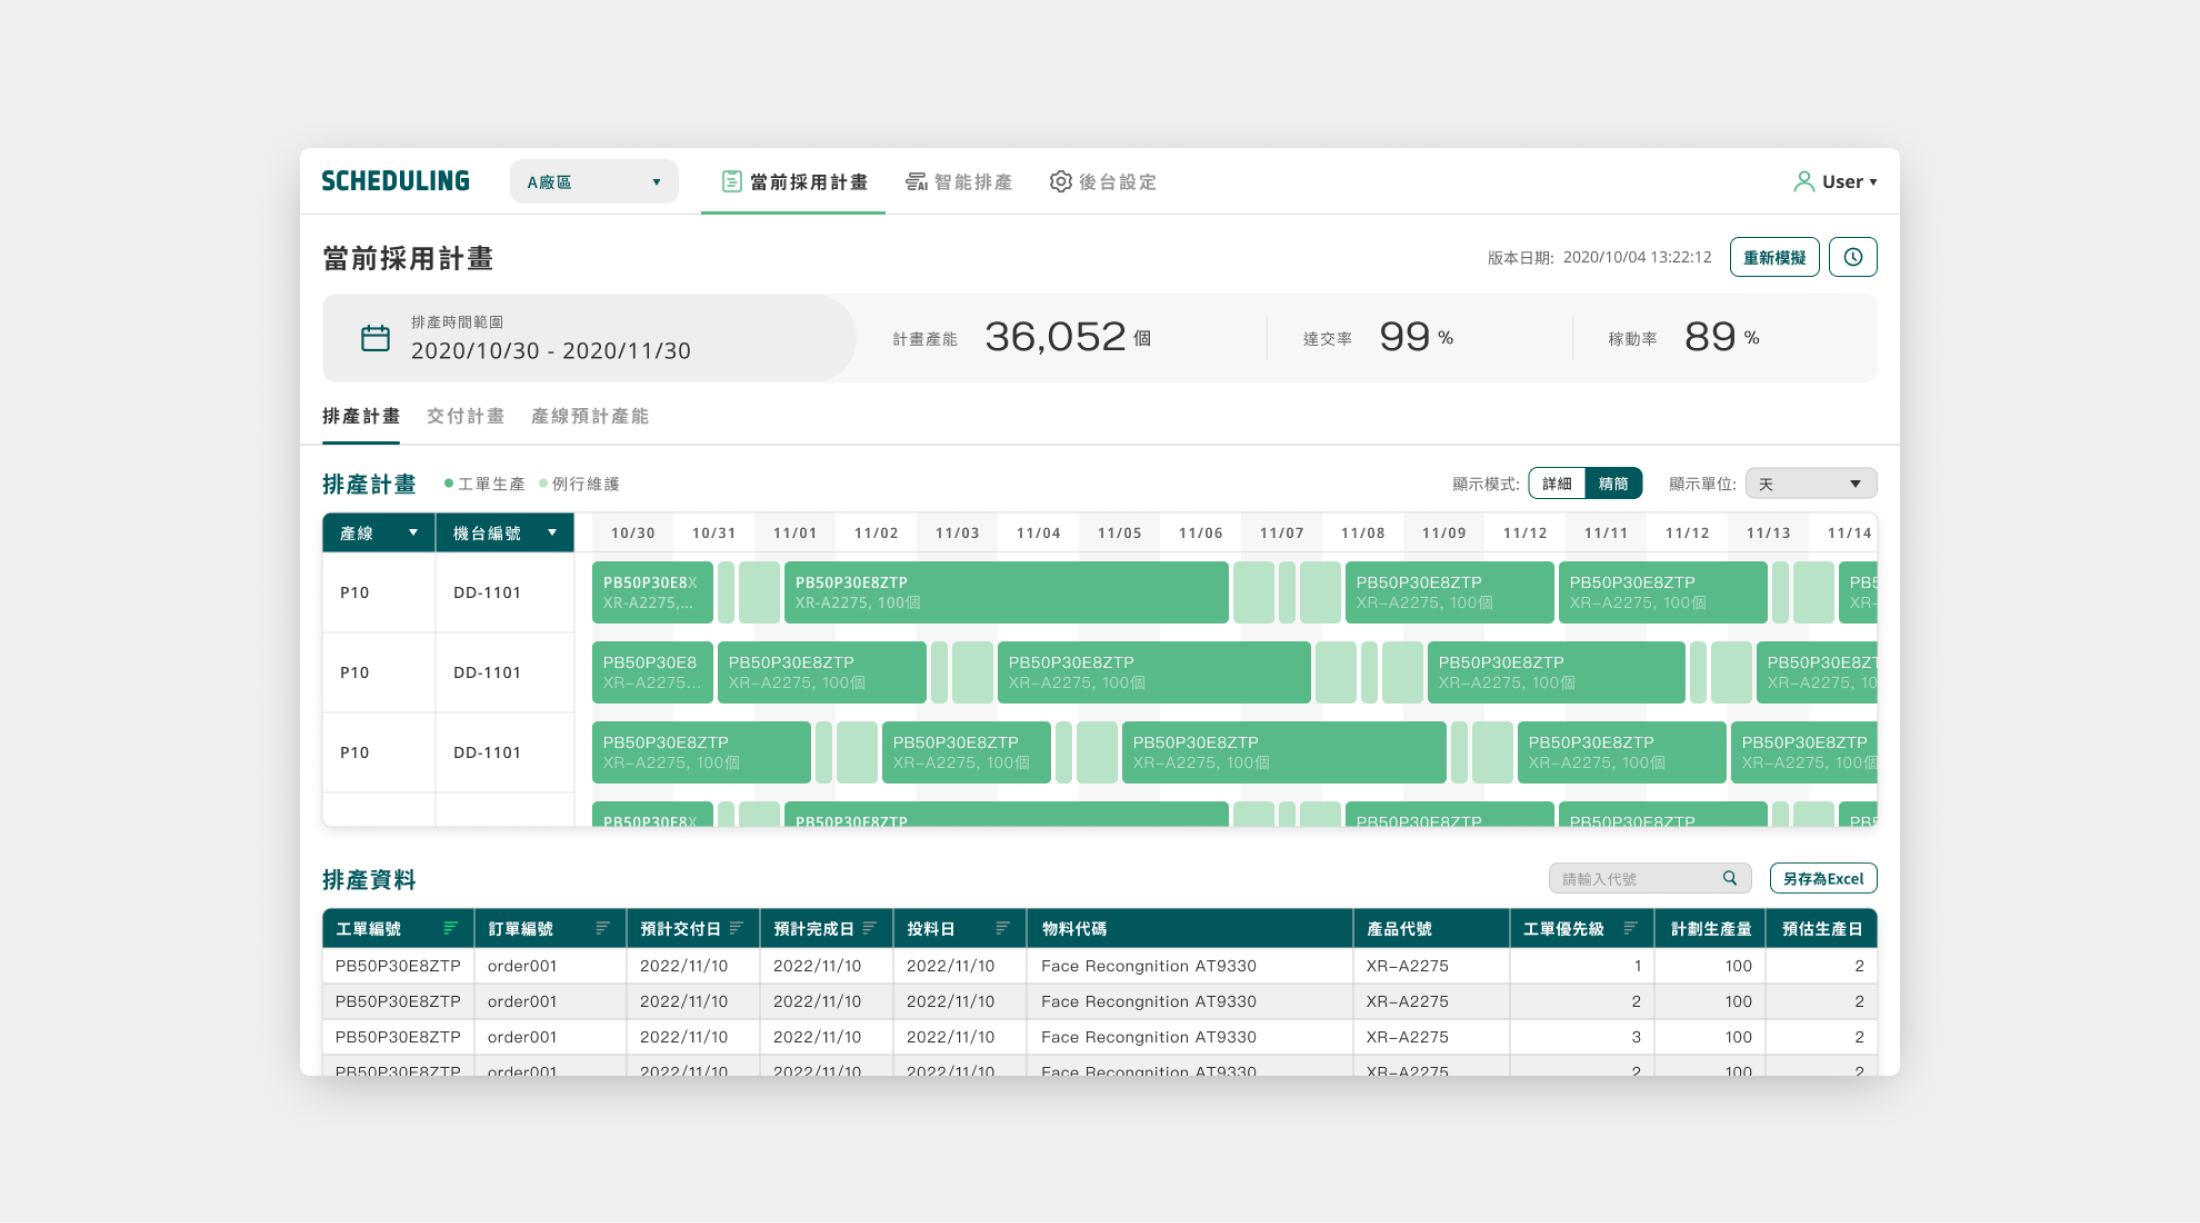 SCHEDULING A廠區 當前採用計畫 智能排產 後台設定 User
當前採用計畫 版本日期: 2020/10/04 13:22:12 重新模擬
排產時間範圍
2020/10/30 - 2020/11/30
計畫產能 36,052 個 達交率 99 % 稼動率 89 %
排產計畫 交付計畫 產線預計產能
排產計畫 工單生產 例行維護 顯示模式: 詳細 精簡 顯示單位: 天
產線 機台編號 10/30 10/31 11/01 11/02 11/03 11/04 11/05 11/06 11/07 11/08 11/09 11/12 11/11 11/12 11/13 11/14
P10 DD-1101
PB50P30E8X PB50P30E8ZTP PB50P30E8ZTP PB50P30E8ZTP PB5
XR-A2275,... XR-A2275, 100個 XR-A2275, 100個 XR-A2275, 100個 XR-
P10 DD-1101
PB50P30E8 PB50P30E8ZTP PB50P30E8ZTP PB50P30E8ZTP PB50P30E8ZT
XR-A2275... XR-A2275, 100個 XR-A2275, 100個 XR-A2275, 100個 XR-A2275, 10
P10 DD-1101
PB50P30E8ZTP PB50P30E8ZTP PB50P30E8ZTP PB50P30E8ZTP PB50P30E8ZTP
XR-A2275, 100個 XR-A2275, 100個 XR-A2275, 100個 XR-A2275, 100個 XR-A2275, 100個
PB50P30E8X PB50P30E8ZTP PB50P30E8ZTP PB50P30E8ZTP PB5
排產資料 請輸入代號 另存為Excel
工單編號 訂單編號 預計交付日 預計完成日 投料日 物料代碼 產品代號 工單優先級 計劃生產量 預估生產日
PB50P30E8ZTP order001 2022/11/10 2022/11/10 2022/11/10 Face Recongnition AT9330 XR-A2275 1 100 2
PB50P30E8ZTP order001 2022/11/10 2022/11/10 2022/11/10 Face Recongnition AT9330 XR-A2275 2 100 2
PB50P30E8ZTP order001 2022/11/10 2022/11/10 2022/11/10 Face Recongnition AT9330 XR-A2275 3 100 2
PB50P30E8ZTP order001 2022/11/10 2022/11/10 2022/11/10 Face Recongnition AT9330 XR-A2275 2 100 2